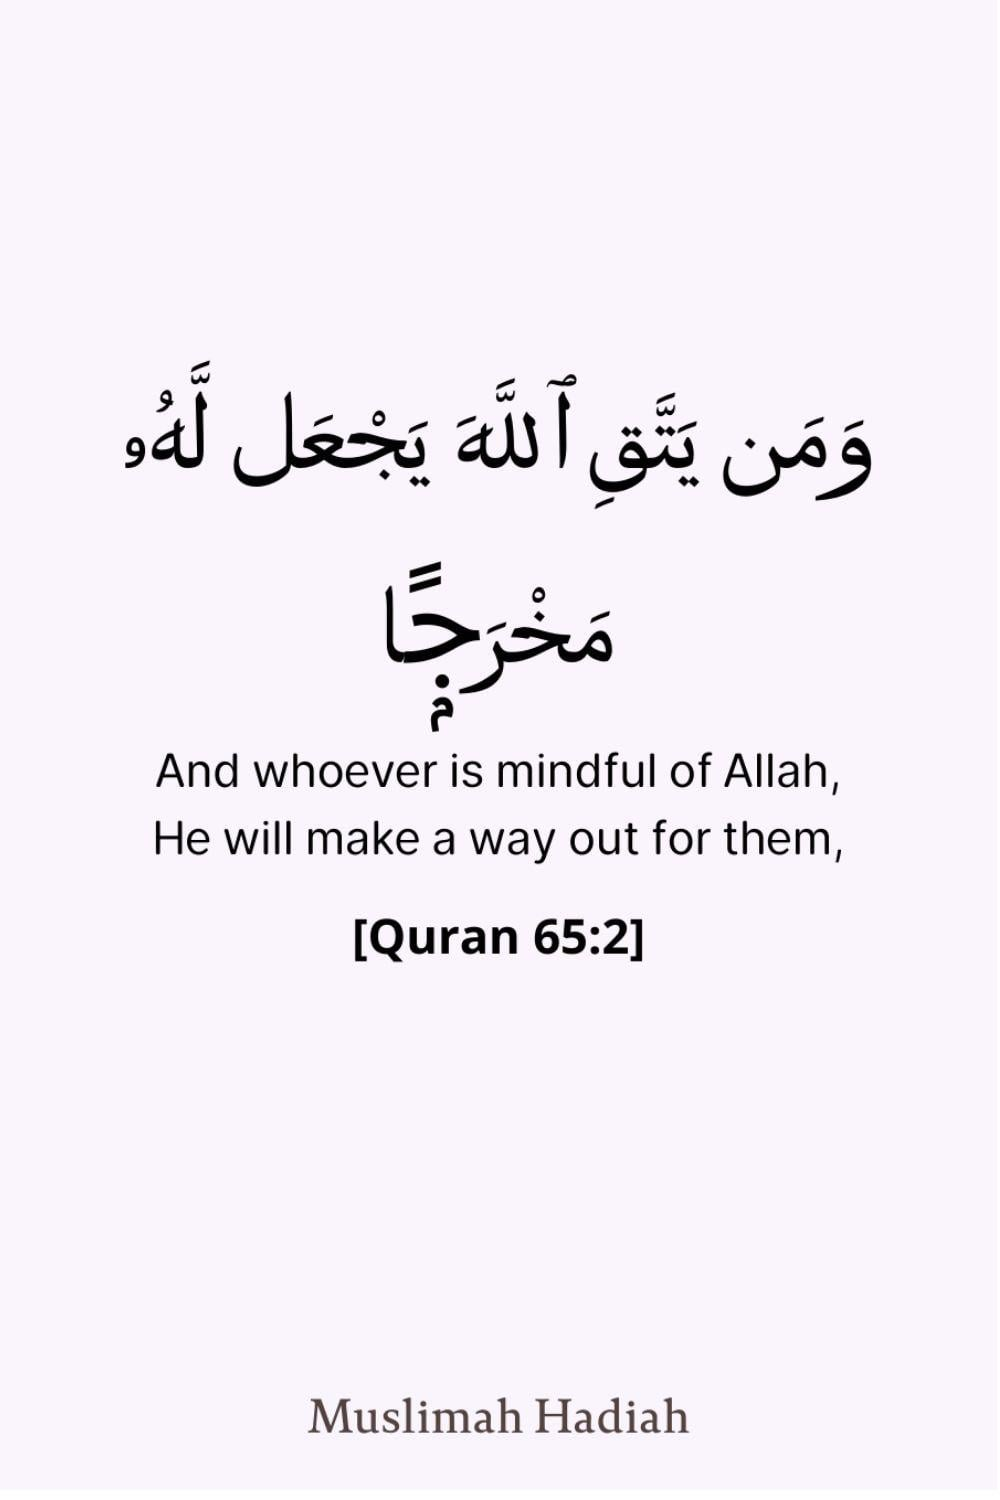 وَمَن يَتَّقِ ٱللَّهَ يَجْعَل لَّهُۥ
مَخْرَجًۭا
And whoever is mindful of Allah,
He will make a way out for them,
[Quran 65:2]
Muslimah Hadiah